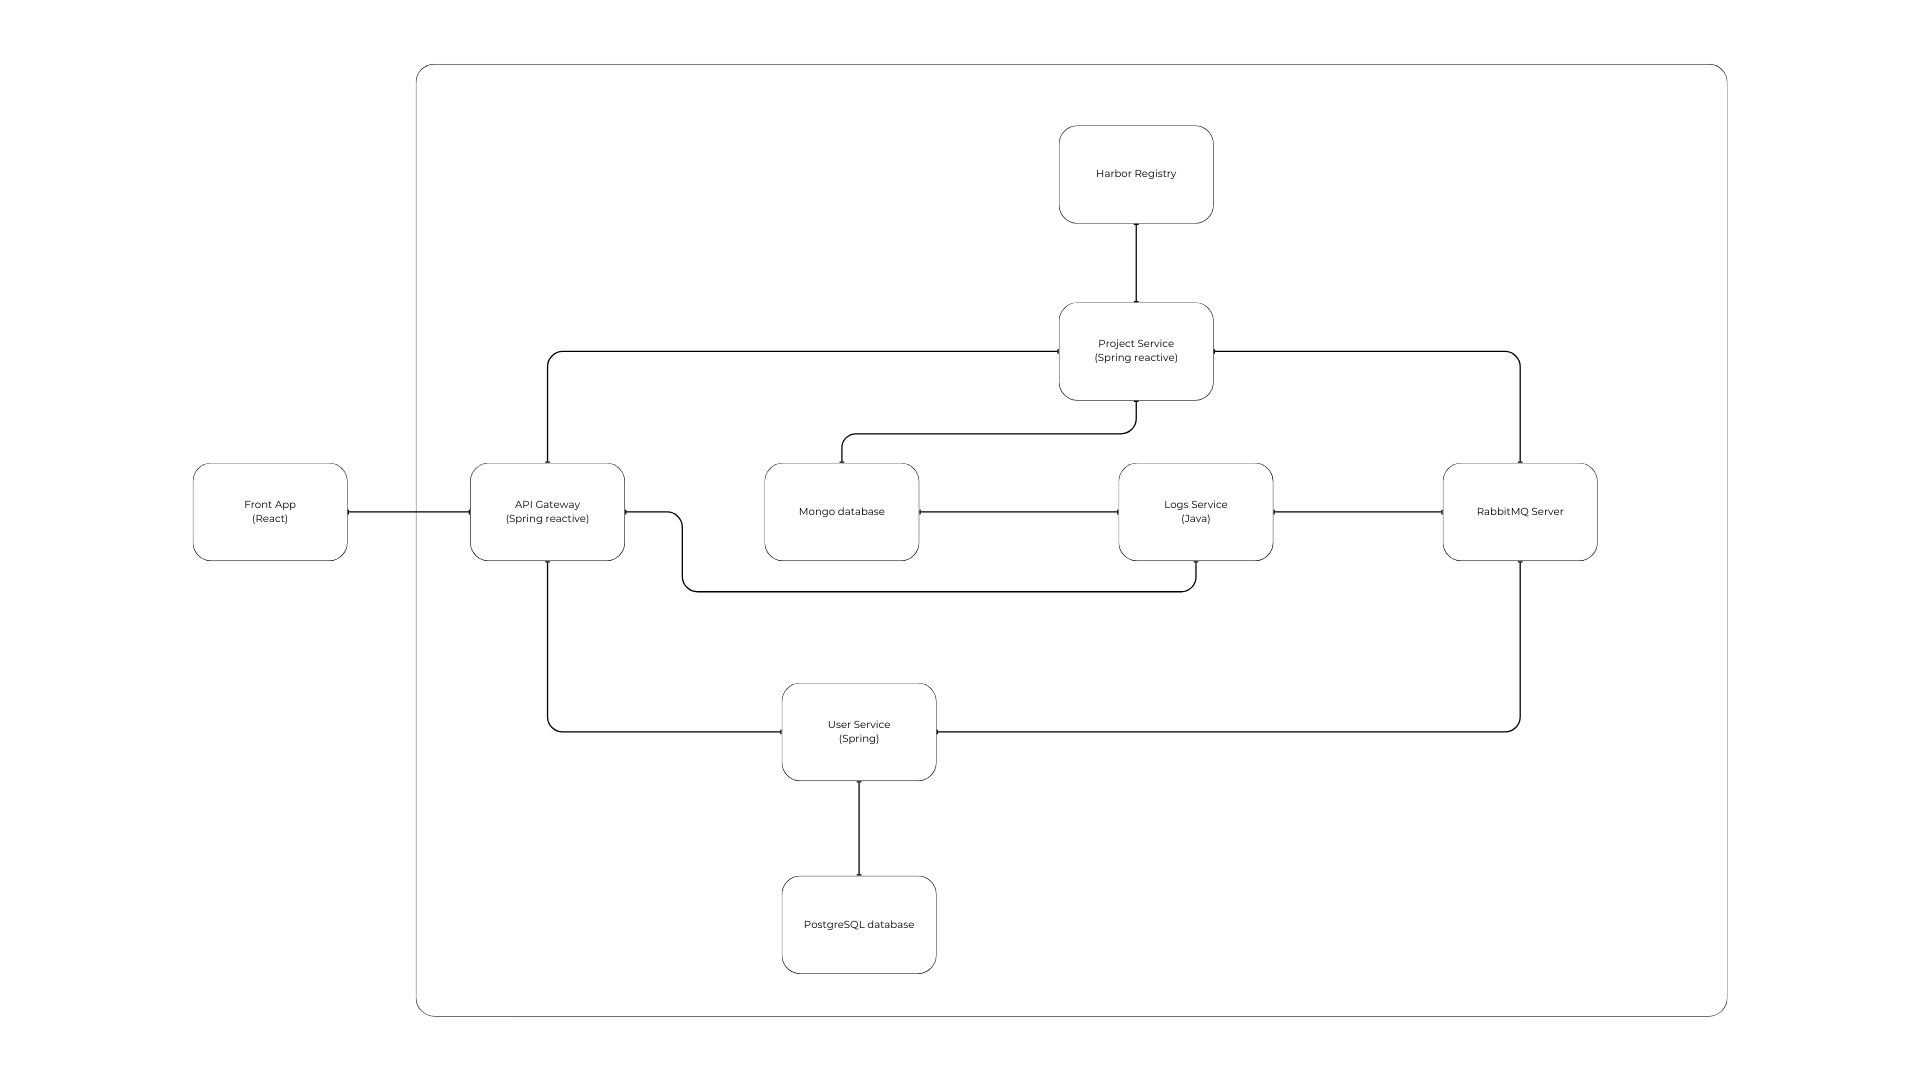 Harbor Registry
Project Service
(Spring reactive)
Front App
(React)
API Gateway
(Spring reactive)
Mongo database
Logs Service
(Java)
RabbitMQ Server
User Service
(Spring)
PostgreSQL database